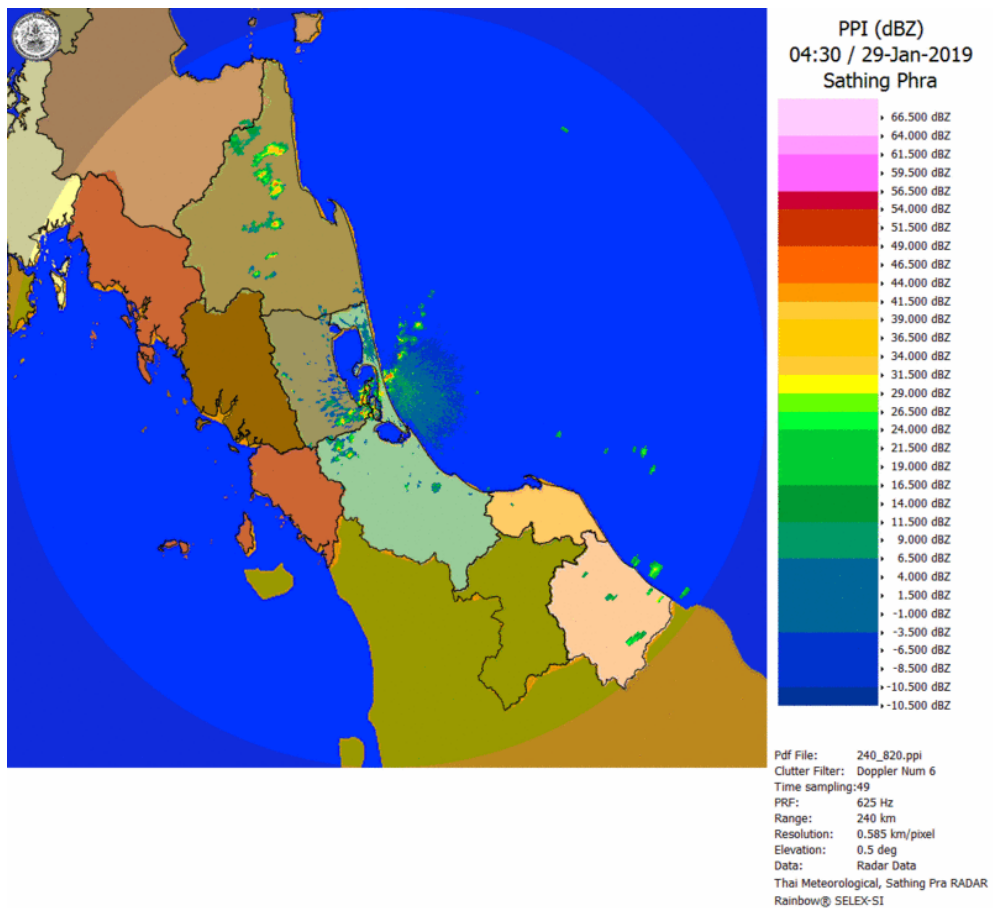 PPI (dBZ)
04:30 / 29-Jan-2019
Sathing Phra
66.500 dBZ
64.000 dBZ
61.500 dBZ
59.500 dBZ
56.500 dBZ
54.000 dBZ
51.500 dBZ
49.000 dBZ
46.500 dBZ
44.000 dBZ
41.500 dBZ
39.000 dBZ
36.500 dBZ
34.000 dBZ
31.500 dBZ
29.000 dBZ
26.500 dBZ
24.000 dBZ
21.500 dBZ
19.000 dBZ
16.500 dBZ
14.000 dBZ
11.500 dBZ
9.000 dBZ
6.500 dBZ
4.000 dBZ
1.500 dBZ
-1.000 dBZ
-3.500 dBZ
-6.500 dBZ
-8.500 dBZ
-10.500 dBZ
-10.500 dBZ
Pdf File: 240_820.ppi
Clutter Filter: Doppler Num 6
Time sampling:49
PRF: 625 Hz
Range: 240 km
Resolution: 0.585 km/pixel
Elevation: 0.5 deg
Data: Radar Data
Thai Meteorological, Sathing Pra RADAR
Rainbow® SELEX-SI